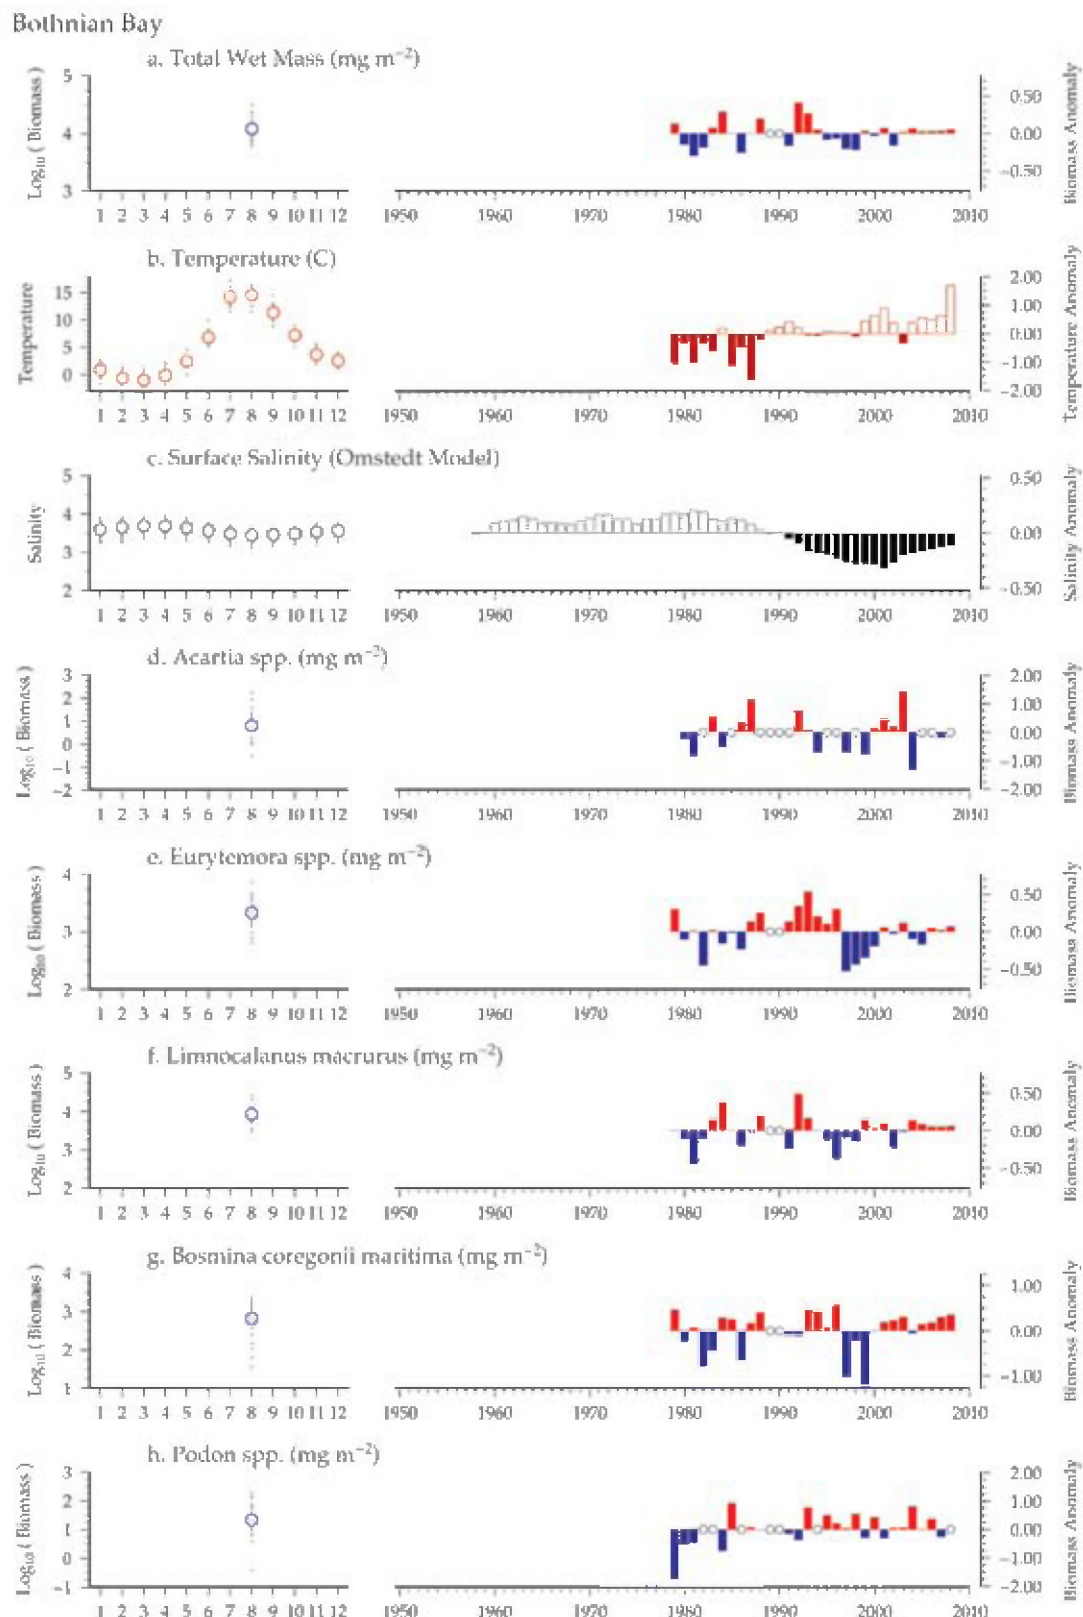 Bothnian Bay
a. Total Wet Mass (mg m⁻²)
Log₁₀ ( Biomass )
5
4
3
0.50
0.00
-0.50
Biomass Anomaly
1 2 3 4 5 6 7 8 9 10 11 12 1950 1960 1970 1980 1990 2000 2010
b. Temperature (C)
Temperature
15
10
5
0
2.00
1.00
0.00
-1.00
-2.00
Temperature Anomaly
1 2 3 4 5 6 7 8 9 10 11 12 1950 1960 1970 1980 1990 2000 2010
c. Surface Salinity (Omstedt Model)
Salinity
5
4
3
2
0.50
0.00
-0.50
Salinity Anomaly
1 2 3 4 5 6 7 8 9 10 11 12 1950 1960 1970 1980 1990 2000 2010
d. Acartia spp. (mg m⁻²)
Log₁₀ ( Biomass )
3
2
1
0
-1
-2
2.00
1.00
0.00
-1.00
-2.00
Biomass Anomaly
1 2 3 4 5 6 7 8 9 10 11 12 1950 1960 1970 1980 1990 2000 2010
e. Eurytemora spp. (mg m⁻²)
Log₁₀ ( Biomass )
4
3
2
0.50
0.00
-0.50
Biomass Anomaly
1 2 3 4 5 6 7 8 9 10 11 12 1950 1960 1970 1980 1990 2000 2010
f. Limnocalanus macrurus (mg m⁻²)
Log₁₀ ( Biomass )
5
4
3
2
0.50
0.00
-0.50
Biomass Anomaly
1 2 3 4 5 6 7 8 9 10 11 12 1950 1960 1970 1980 1990 2000 2010
g. Bosmina coregonii maritima (mg m⁻²)
Log₁₀ ( Biomass )
4
3
2
1
1.00
0.00
-1.00
Biomass Anomaly
1 2 3 4 5 6 7 8 9 10 11 12 1950 1960 1970 1980 1990 2000 2010
h. Podon spp. (mg m⁻²)
Log₁₀ ( Biomass )
3
2
1
0
-1
2.00
1.00
0.00
-1.00
-2.00
Biomass Anomaly
1 2 3 4 5 6 7 8 9 10 11 12 1950 1960 1970 1980 1990 2000 2010